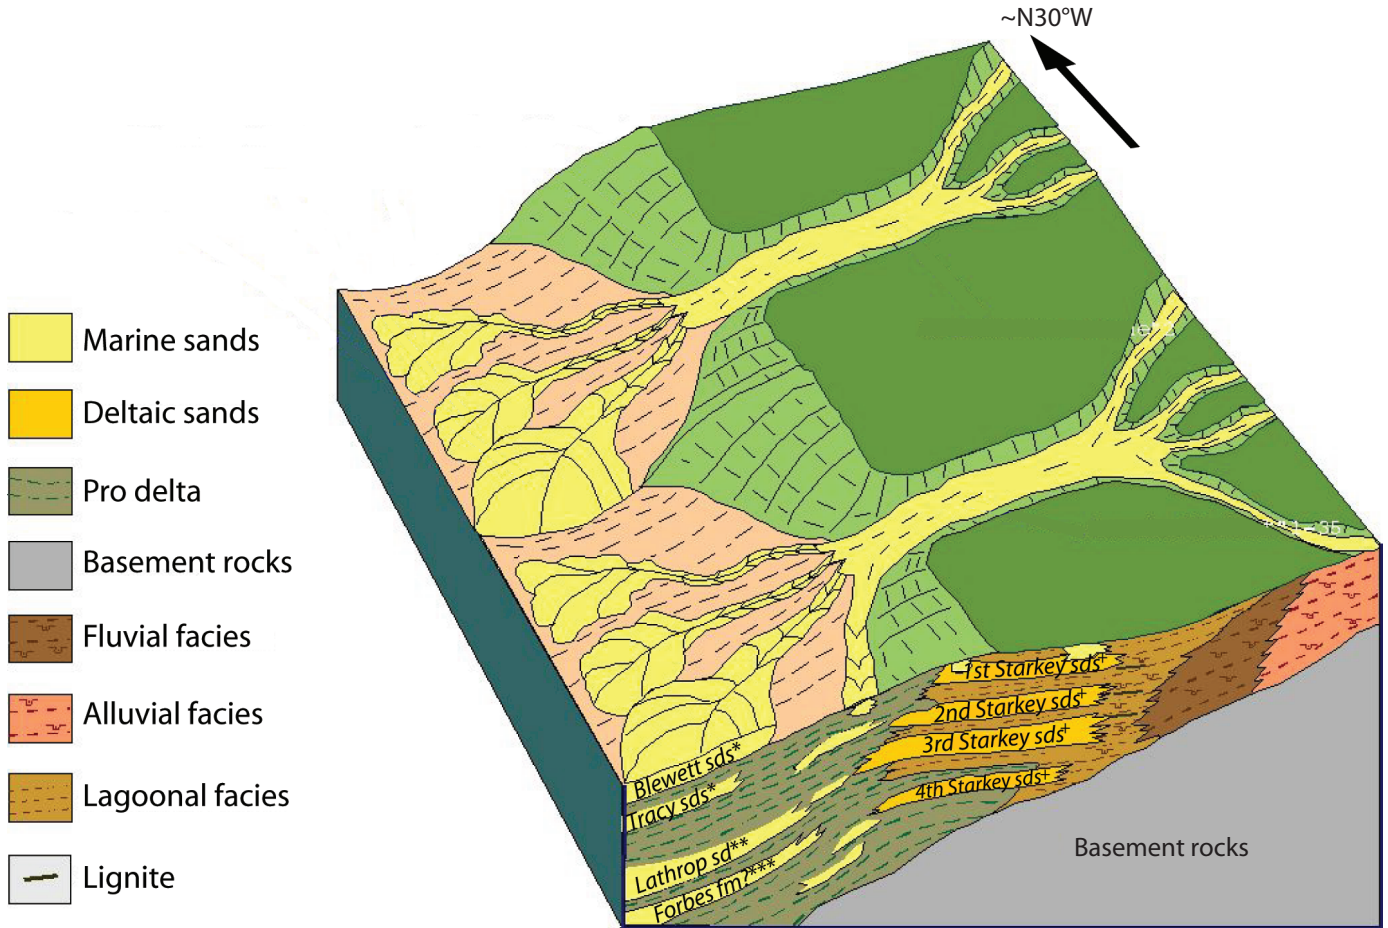 ~N30°W
Marine sands
Deltaic sands
Pro delta
Basement rocks
Fluvial facies
Alluvial facies
Lagoonal facies
Lignite
1st Starkey sds+
2nd Starkey sds+
3rd Starkey sds+
4th Starkey sds+
Blewett sds*
Tracy sds*
Lathrop sd**
Forbes fm?***
Basement rocks